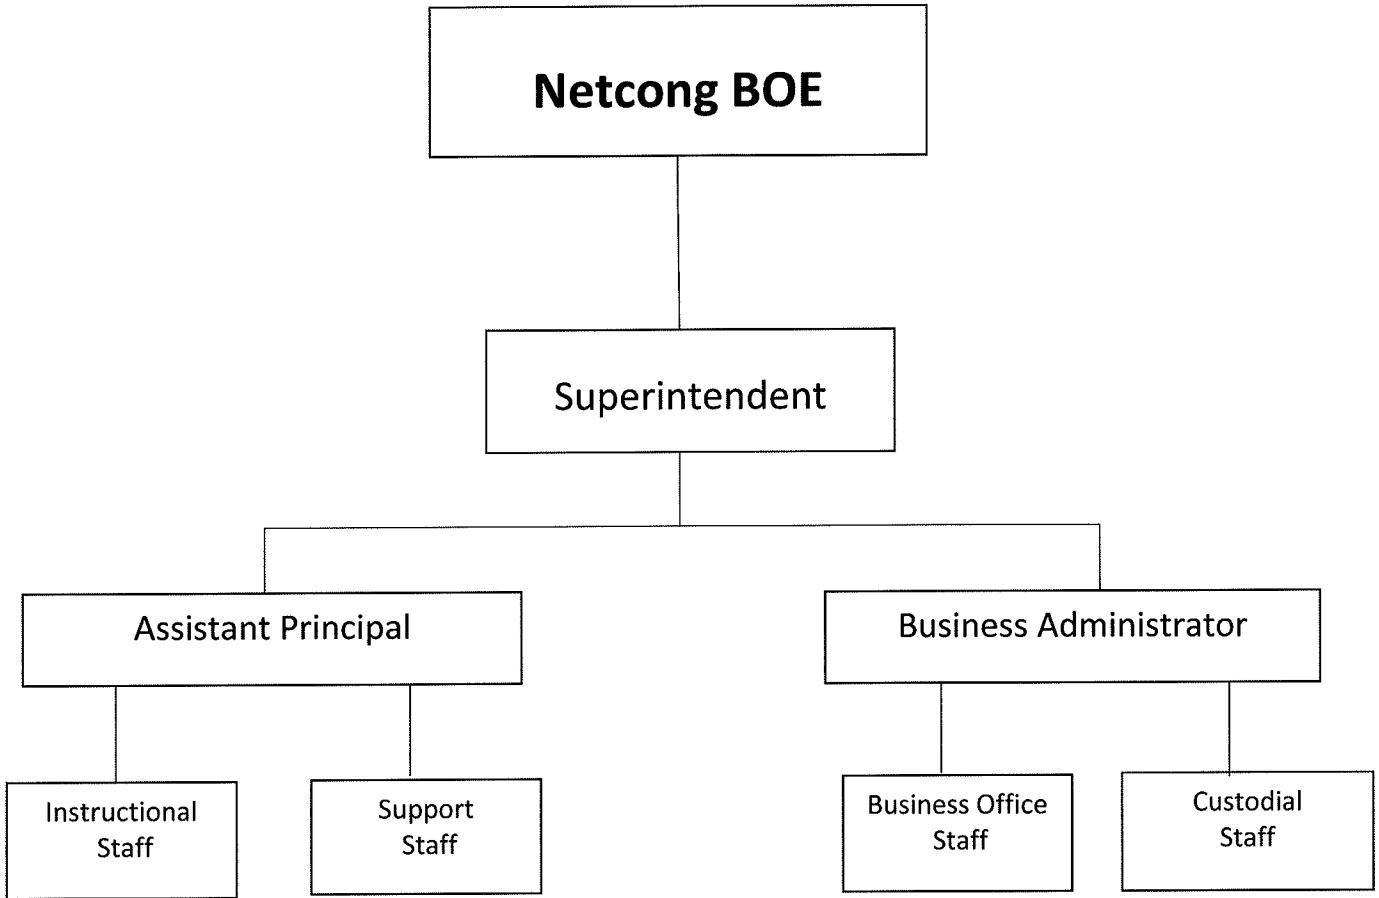 Netcong BOE
Superintendent
Assistant Principal
Business Administrator
Instructional
Staff
Support
Staff
Business Office
Staff
Custodial
Staff